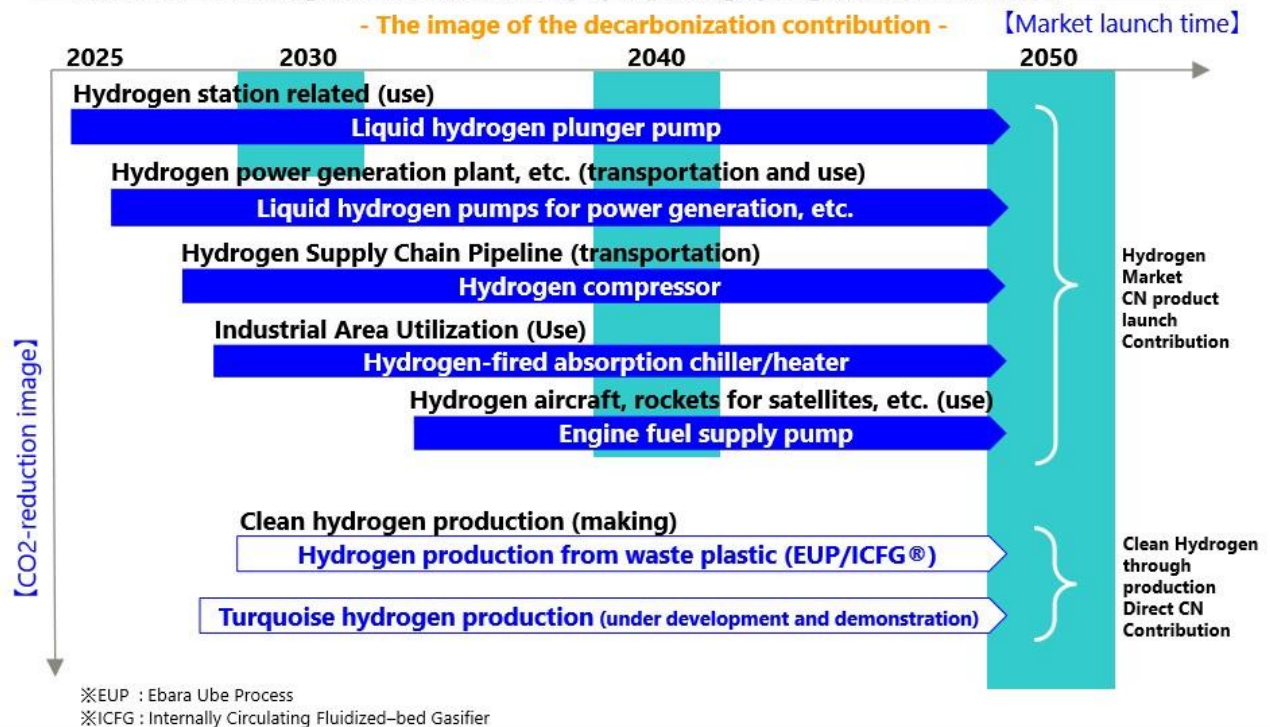 - The image of the decarbonization contribution -
【Market launch time】
2025 2030 2040 2050
Hydrogen station related (use)
Liquid hydrogen plunger pump
Hydrogen power generation plant, etc. (transportation and use)
Liquid hydrogen pumps for power generation, etc.
Hydrogen Supply Chain Pipeline (transportation)
Hydrogen compressor
Industrial Area Utilization (Use)
Hydrogen-fired absorption chiller/heater
Hydrogen aircraft, rockets for satellites, etc. (use)
Engine fuel supply pump
Hydrogen
Market
CN product
launch
Contribution
【CO2-reduction image】
Clean hydrogen production (making)
Hydrogen production from waste plastic (EUP/ICFG®)
Turquoise hydrogen production (under development and demonstration)
Clean Hydrogen
through
production
Direct CN
Contribution
※EUP : Ebara Ube Process
※ICFG : Internally Circulating Fluidized–bed Gasifier